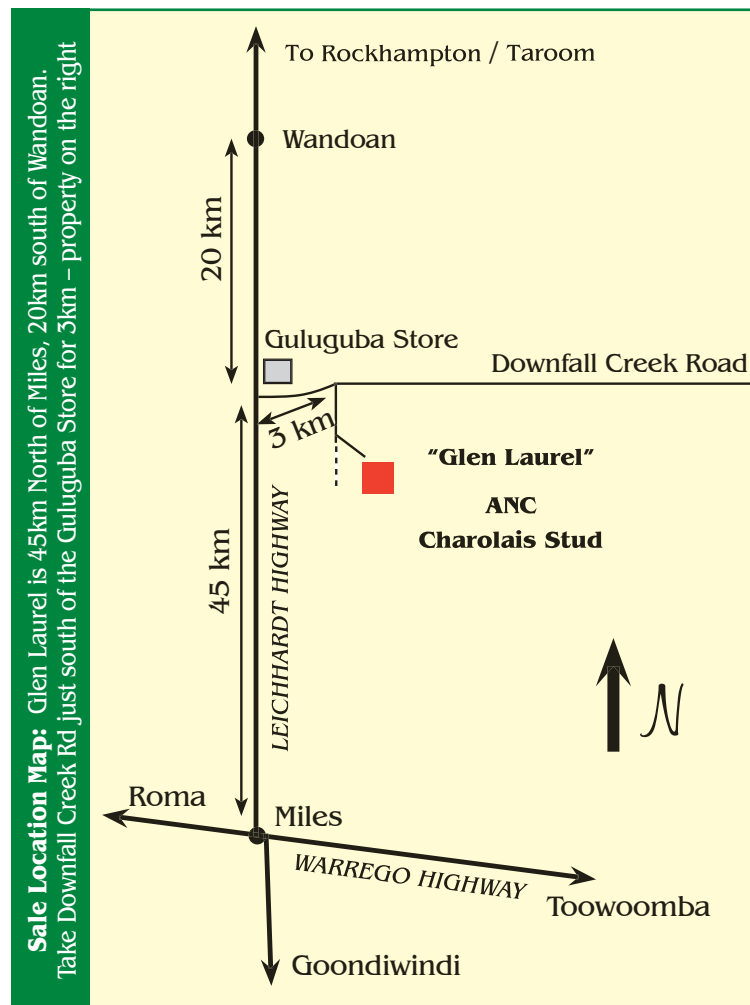 Sale Location Map: Glen Laurel is 45km North of Miles, 20km south of Wandoan.
Take Downfall Creek Rd just south of the Guluguba Store for 3km – property on the right
To Rockhampton / Taroom
Wandoan
20 km
Guluguba Store
Downfall Creek Road
3 km
“Glen Laurel”
ANC
Charolais Stud
45 km
LEICHHARDT HIGHWAY
N
Roma
Miles
WARREGO HIGHWAY
Toowoomba
Goondiwindi